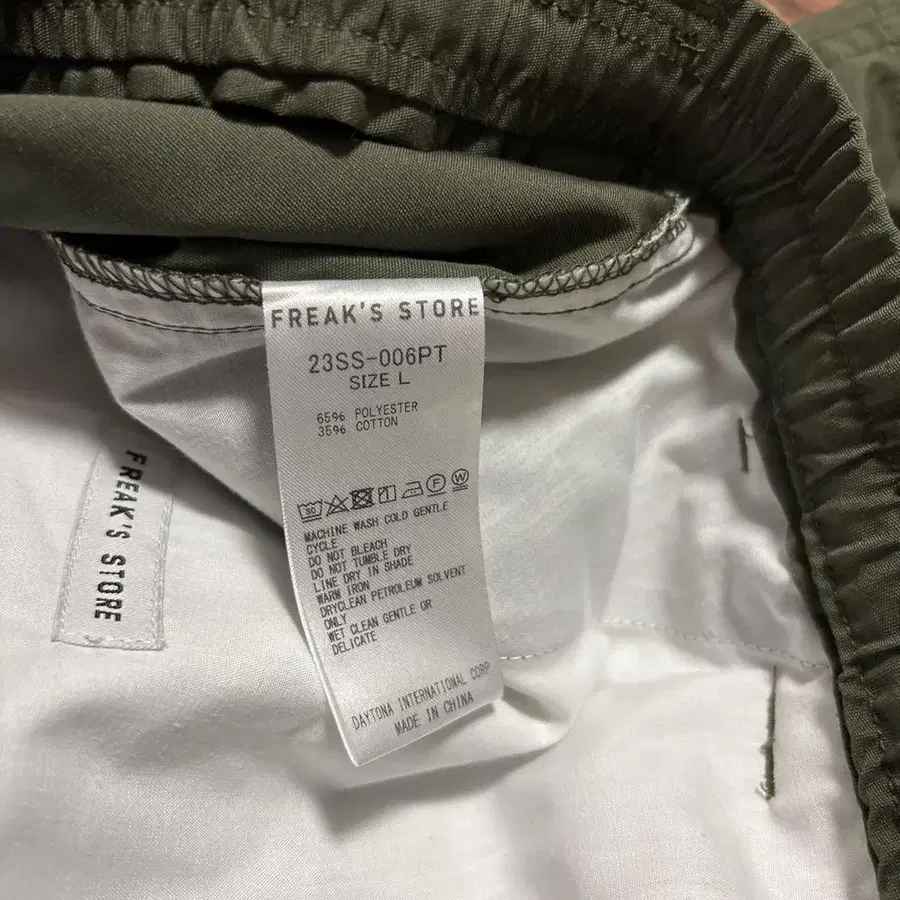 FREAK'S STORE
23SS-006PT
SIZE L
65% POLYESTER
35% COTTON
30 F W
MACHINE WASH COLD GENTLE
CYCLE
DO NOT BLEACH
DO NOT TUMBLE DRY
LINE DRY IN SHADE
WARM IRON
DRYCLEAN PETROLEUM SOLVENT
ONLY
WET CLEAN GENTLE OR
DELICATE
DAYTONA INTERNATIONAL CORP
MADE IN CHINA
FREAK'S STORE